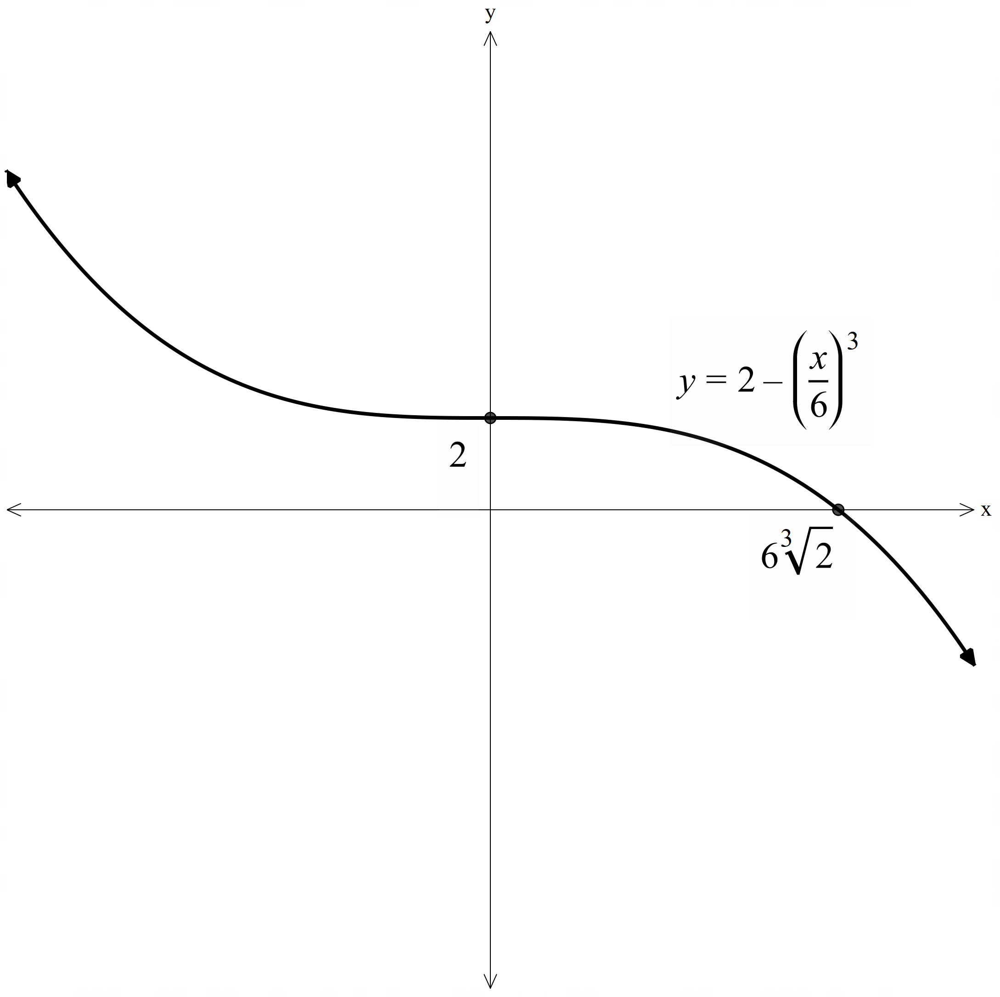 y
y = 2 − (x/6)^3
2
x
6∛2